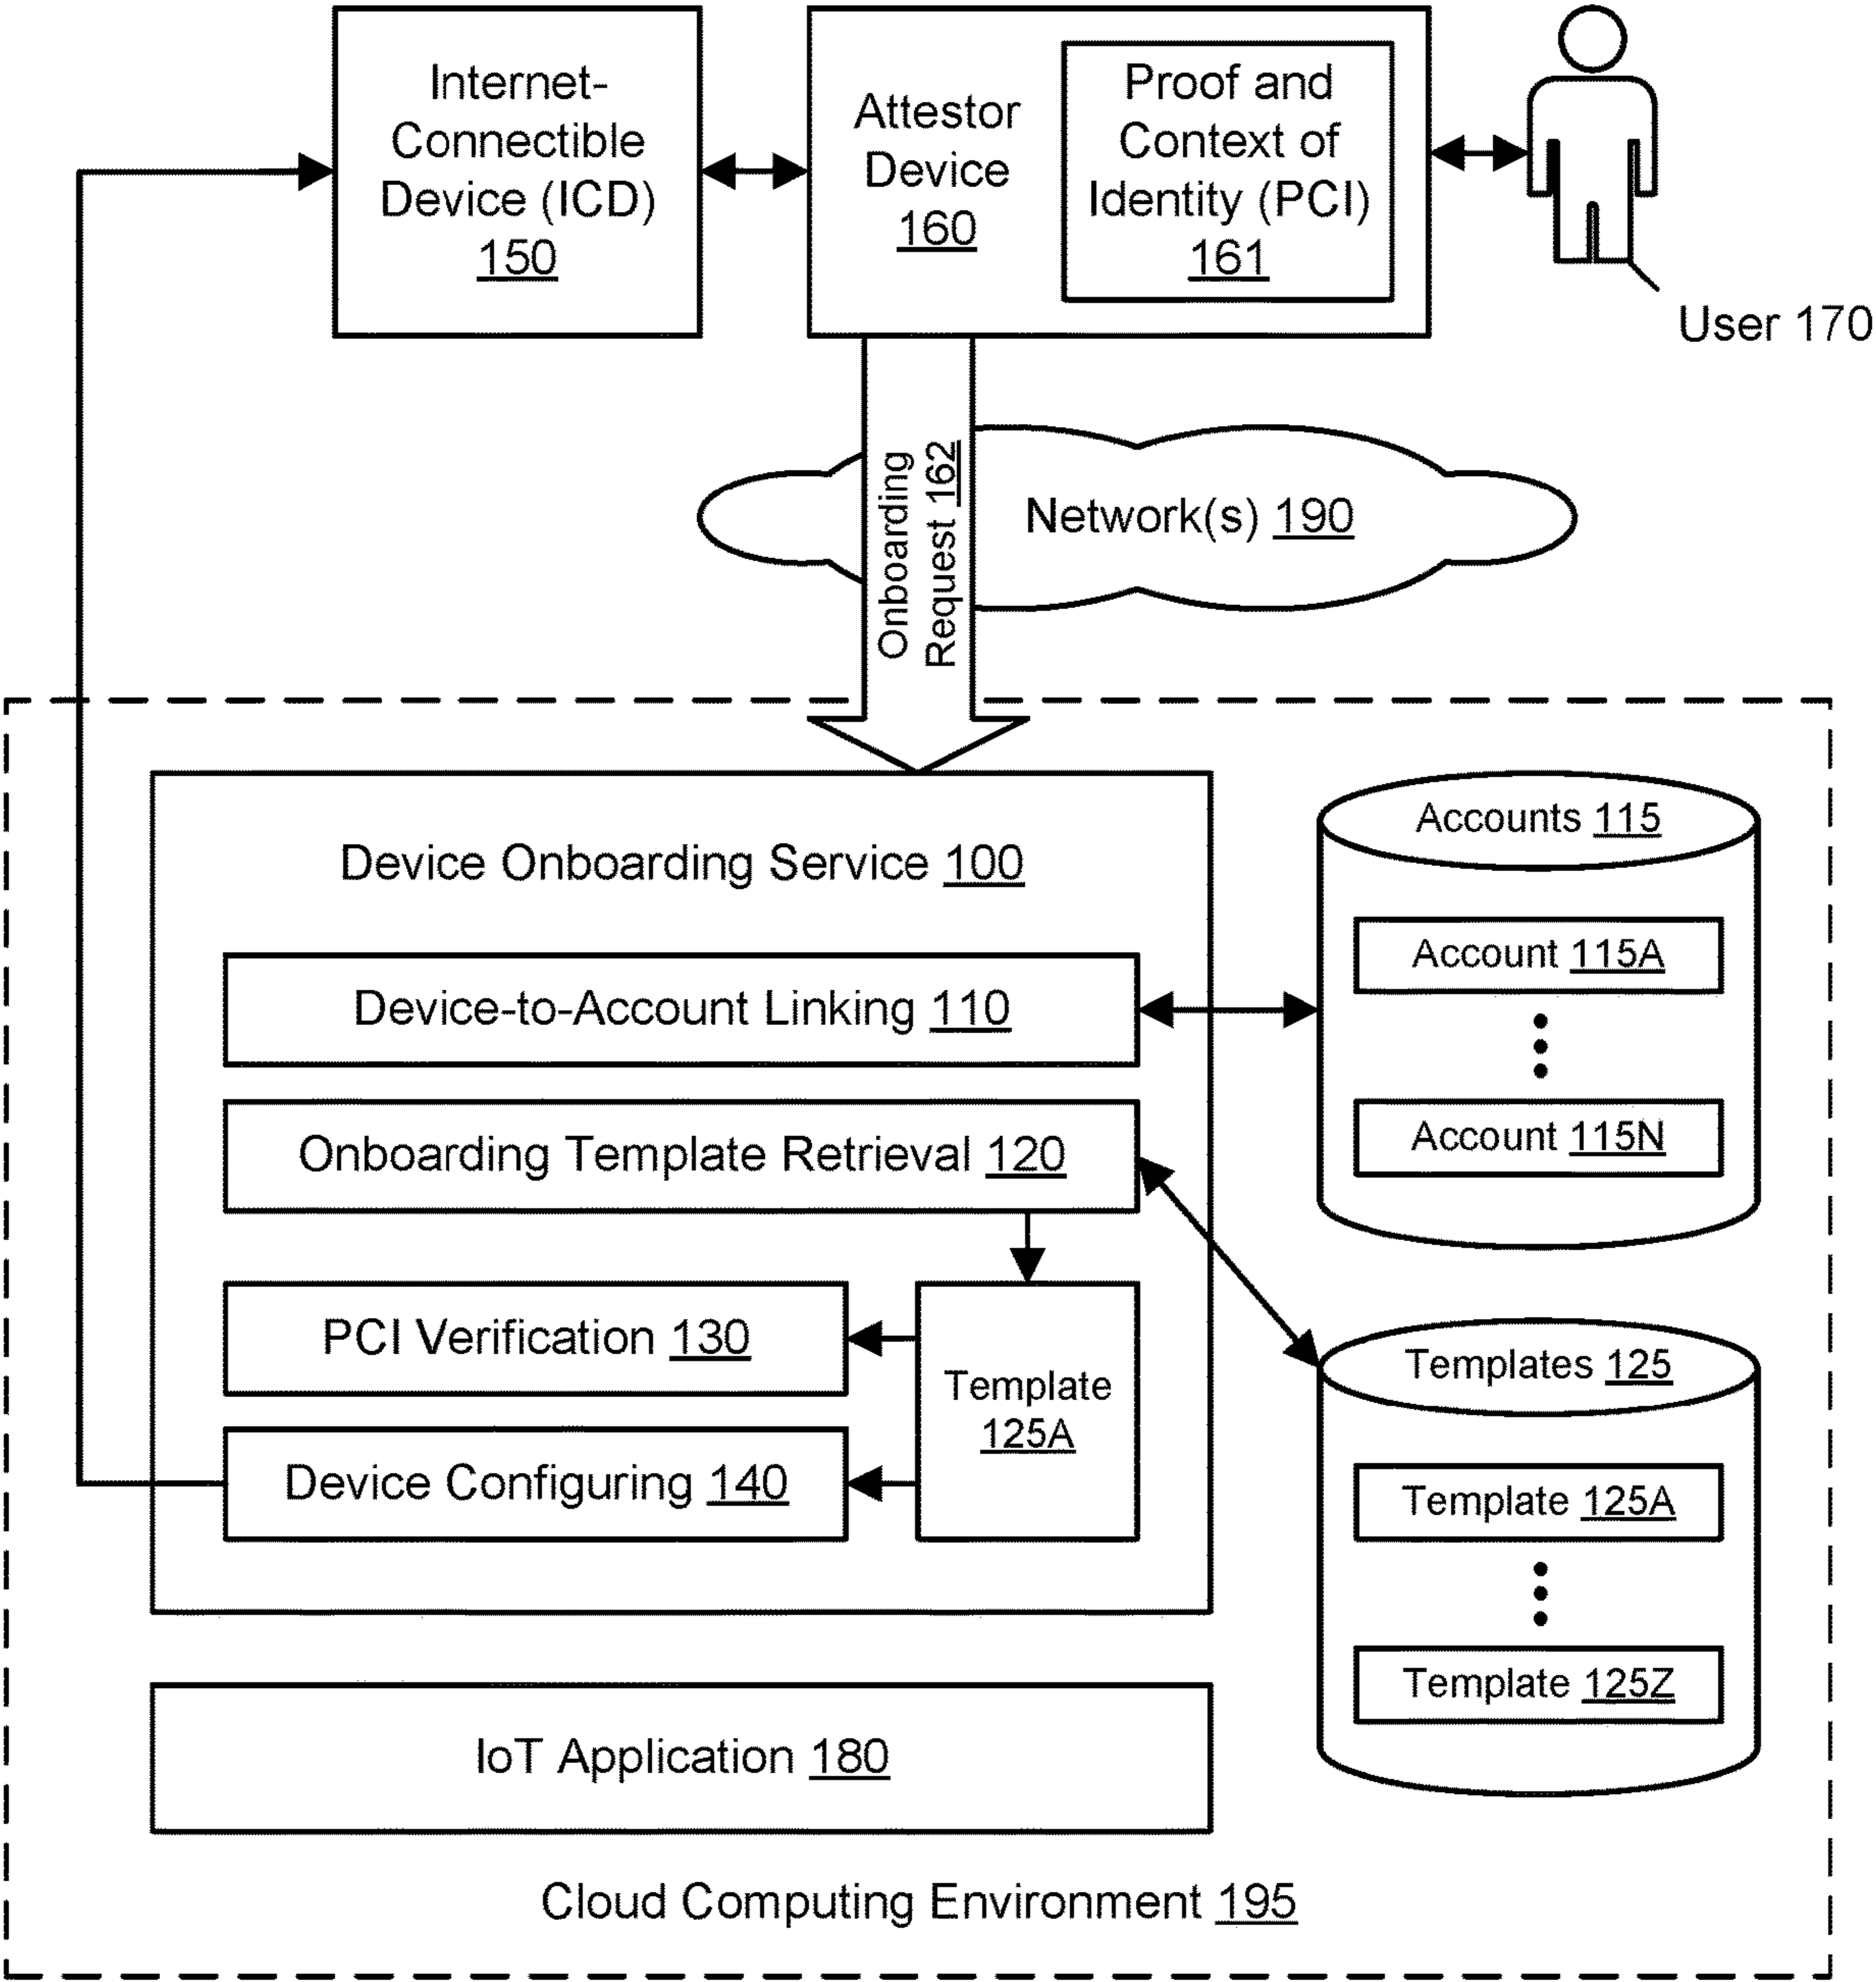 Internet-
Connectible
Device (ICD)
150
Attestor
Device
160
Proof and
Context of
Identity (PCI)
161
User 170
Onboarding
Request 162
Network(s) 190
Device Onboarding Service 100
Device-to-Account Linking 110
Onboarding Template Retrieval 120
PCI Verification 130
Device Configuring 140
Template
125A
Accounts 115
Account 115A
Account 115N
Templates 125
Template 125A
Template 125Z
IoT Application 180
Cloud Computing Environment 195